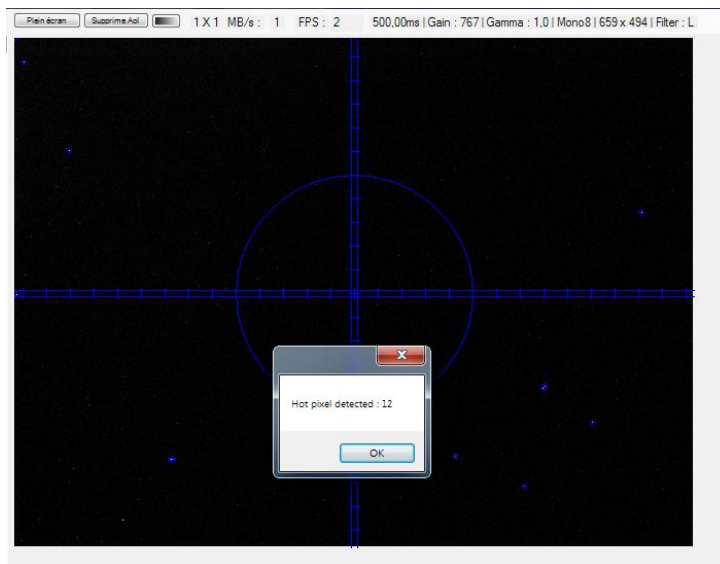 Plein écran Supprime AoI 1 X 1 MB/s : 1 FPS : 2 500,00ms | Gain : 767 | Gamma : 1,0 | Mono8 | 659 x 494 | Filter : L
X
Hot pixel detected : 12
OK